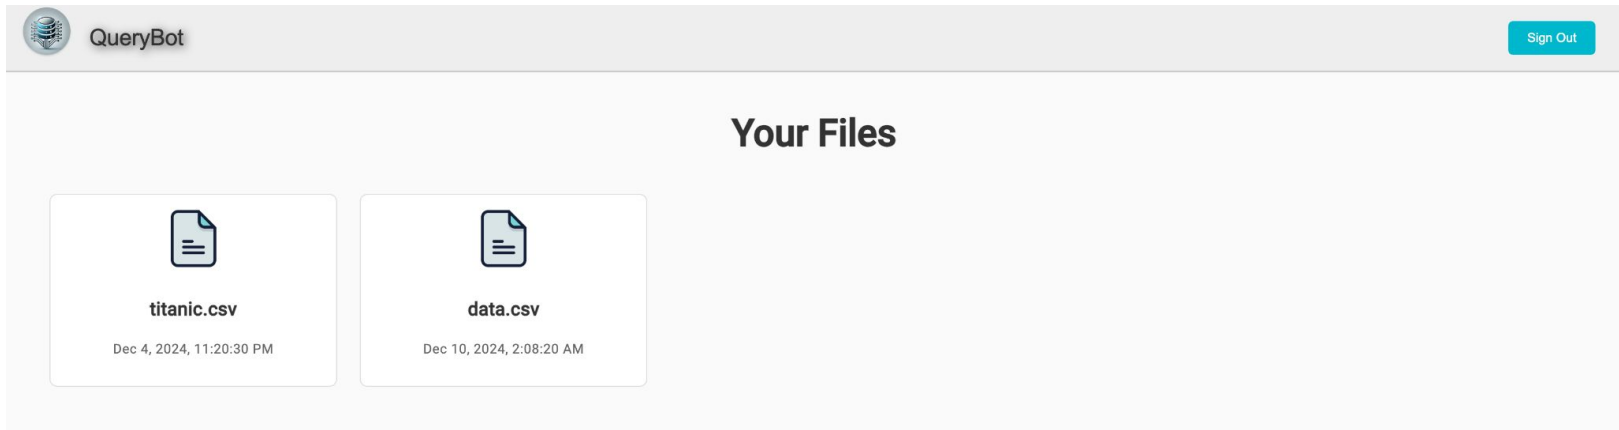 QueryBot
Sign Out
Your Files
titanic.csv
Dec 4, 2024, 11:20:30 PM
data.csv
Dec 10, 2024, 2:08:20 AM